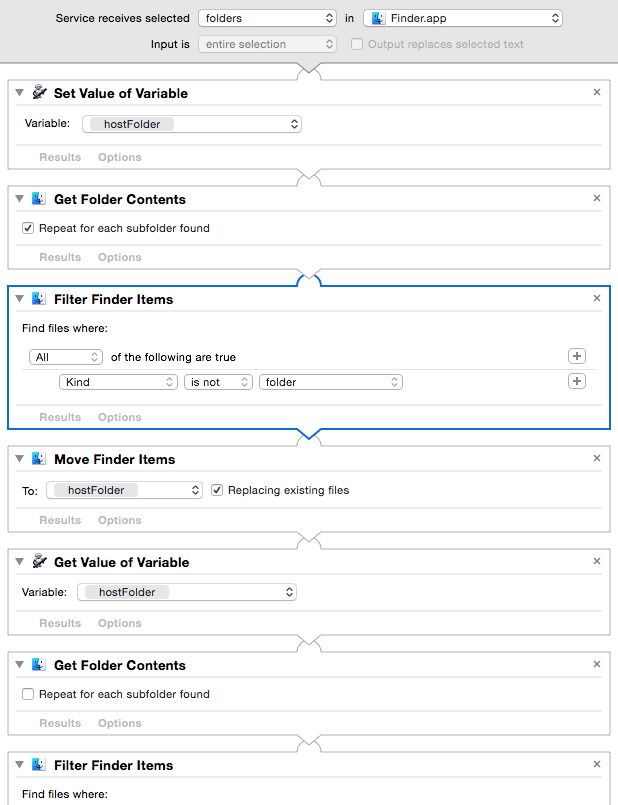 Service receives selected folders in Finder.app
Input is entire selection Output replaces selected text
Set Value of Variable
Variable: hostFolder
Results Options
Get Folder Contents
Repeat for each subfolder found
Results Options
Filter Finder Items
Find files where:
All of the following are true
Kind is not folder
Results Options
Move Finder Items
To: hostFolder Replacing existing files
Results Options
Get Value of Variable
Variable: hostFolder
Results Options
Get Folder Contents
Repeat for each subfolder found
Results Options
Filter Finder Items
Find files where: